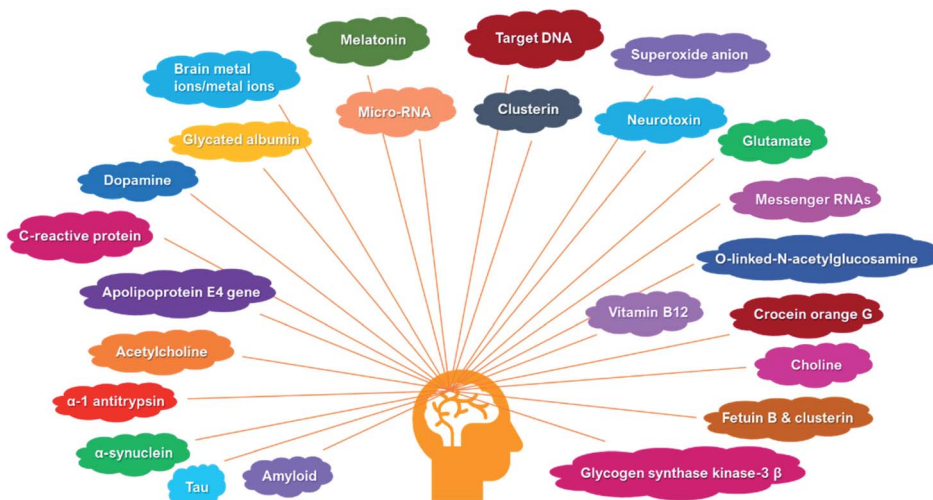 Melatonin
Target DNA
Superoxide anion
Brain metal
ions/metal ions
Micro-RNA
Clusterin
Neurotoxin
Glycated albumin
Glutamate
Dopamine
Messenger RNAs
C-reactive protein
O-linked-N-acetylglucosamine
Apolipoprotein E4 gene
Vitamin B12
Crocein orange G
Acetylcholine
Choline
α-1 antitrypsin
Fetuin B & clusterin
α-synuclein
Tau
Amyloid
Glycogen synthase kinase-3 β